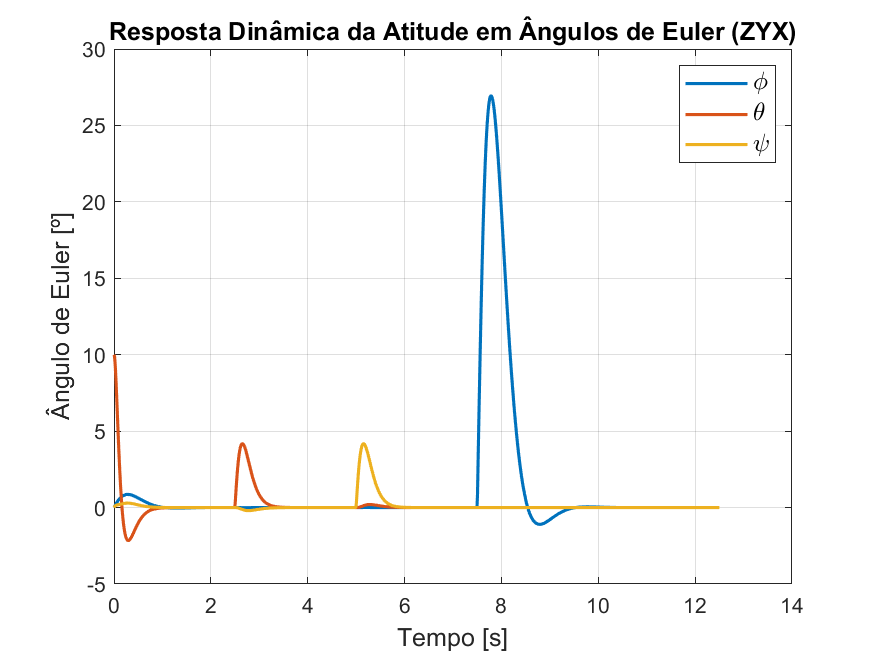 Resposta Dinâmica da Atitude em Ângulos de Euler (ZYX)
30
25
20
15
10
5
0
-5
Ângulo de Euler [º]
ϕ
θ
ψ
0 2 4 6 8 10 12 14
Tempo [s]